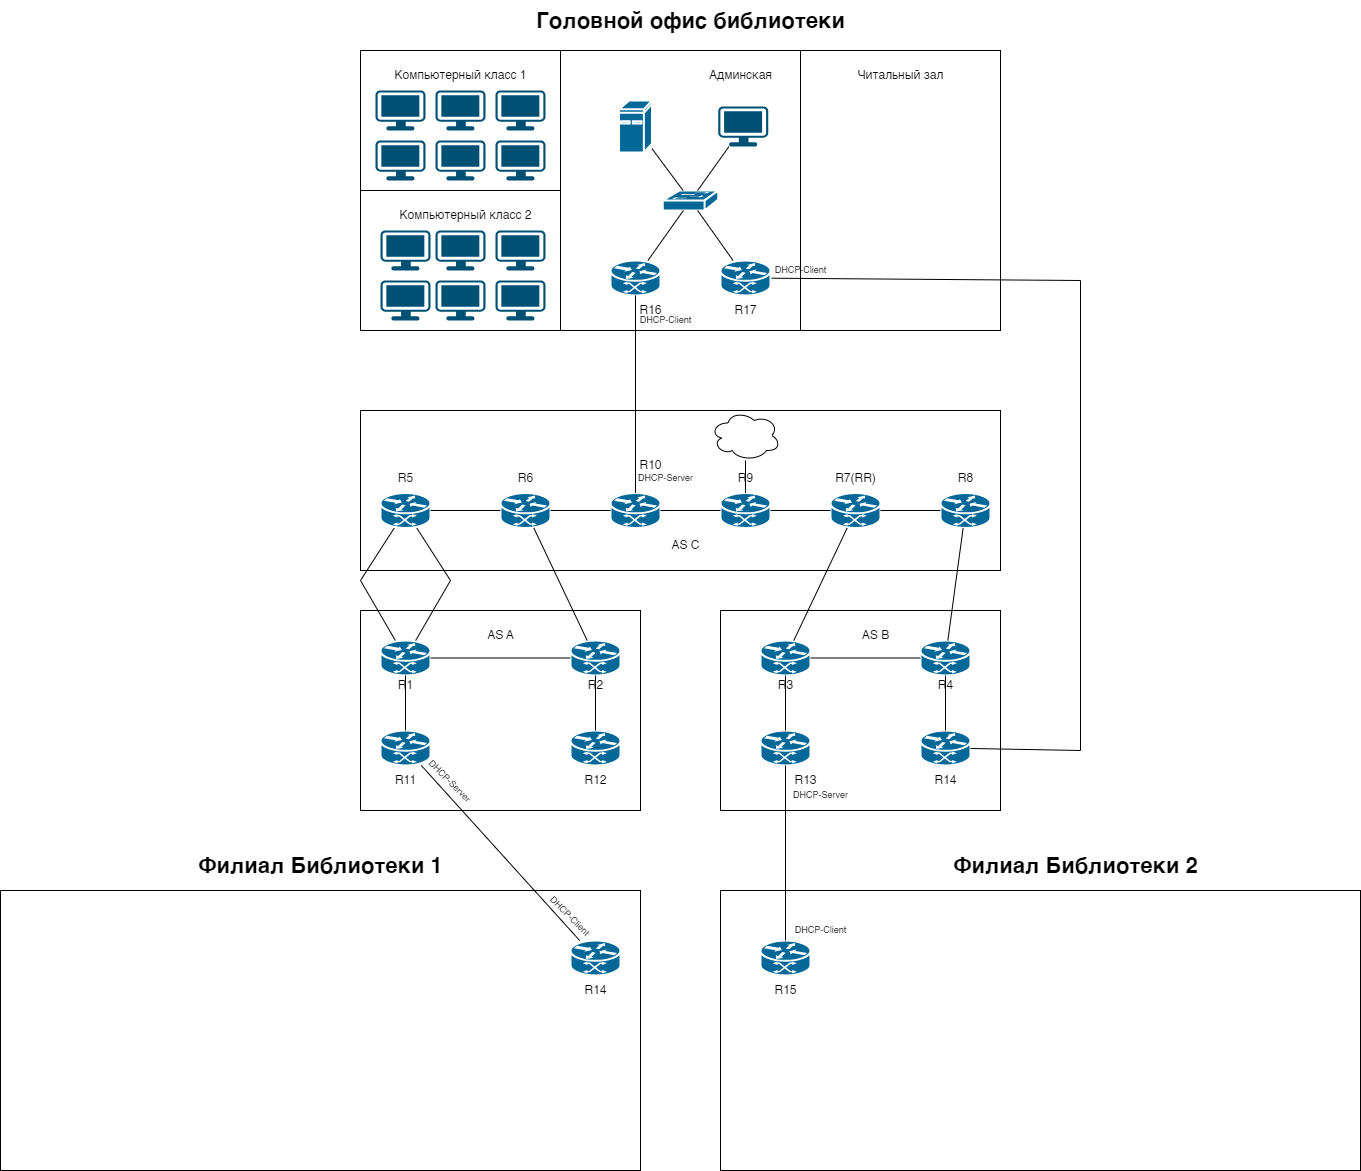 Головной офис библиотеки
Компьютерный класс 1
Админская
Читальный зал
Компьютерный класс 2
DHCP-Client
R16
R17
DHCP-Client
R10
R5
R6
DHCP-Server
R9
R7(RR)
R8
AS C
AS A
AS B
R1
R2
R3
R4
R11
DHCP-Server
R12
R13
R14
DHCP-Server
Филиал Библиотеки 1
Филиал Библиотеки 2
DHCP-Client
DHCP-Client
R14
R15